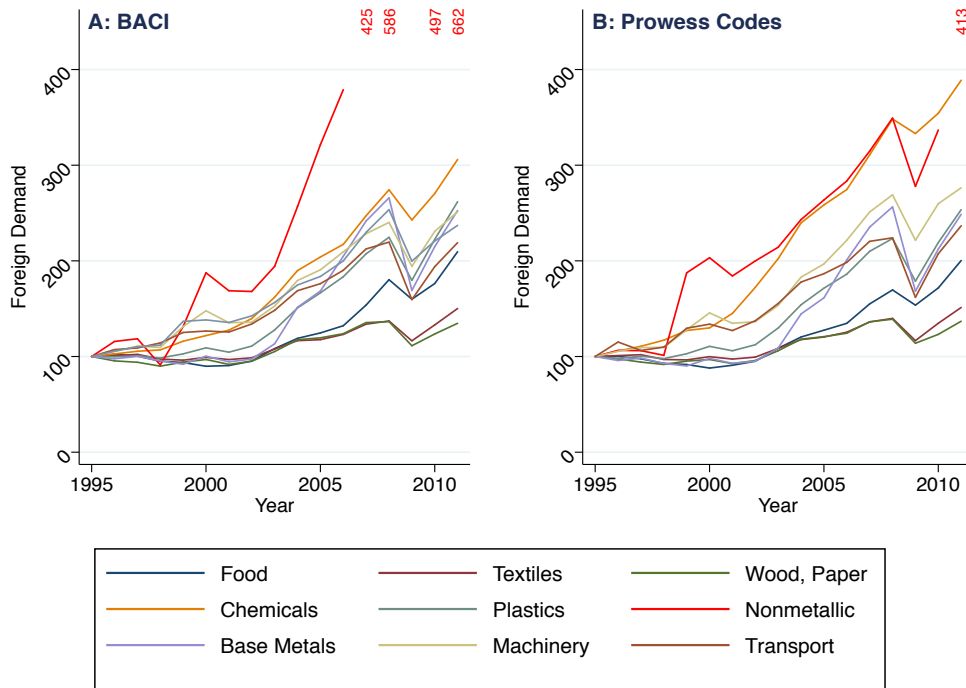 A: BACI
425 586 497 662
B: Prowess Codes
413
Foreign Demand
400
300
200
100
0
1995 2000 2005 2010
Year
Foreign Demand
400
300
200
100
0
1995 2000 2005 2010
Year
Food Textiles Wood, Paper
Chemicals Plastics Nonmetallic
Base Metals Machinery Transport